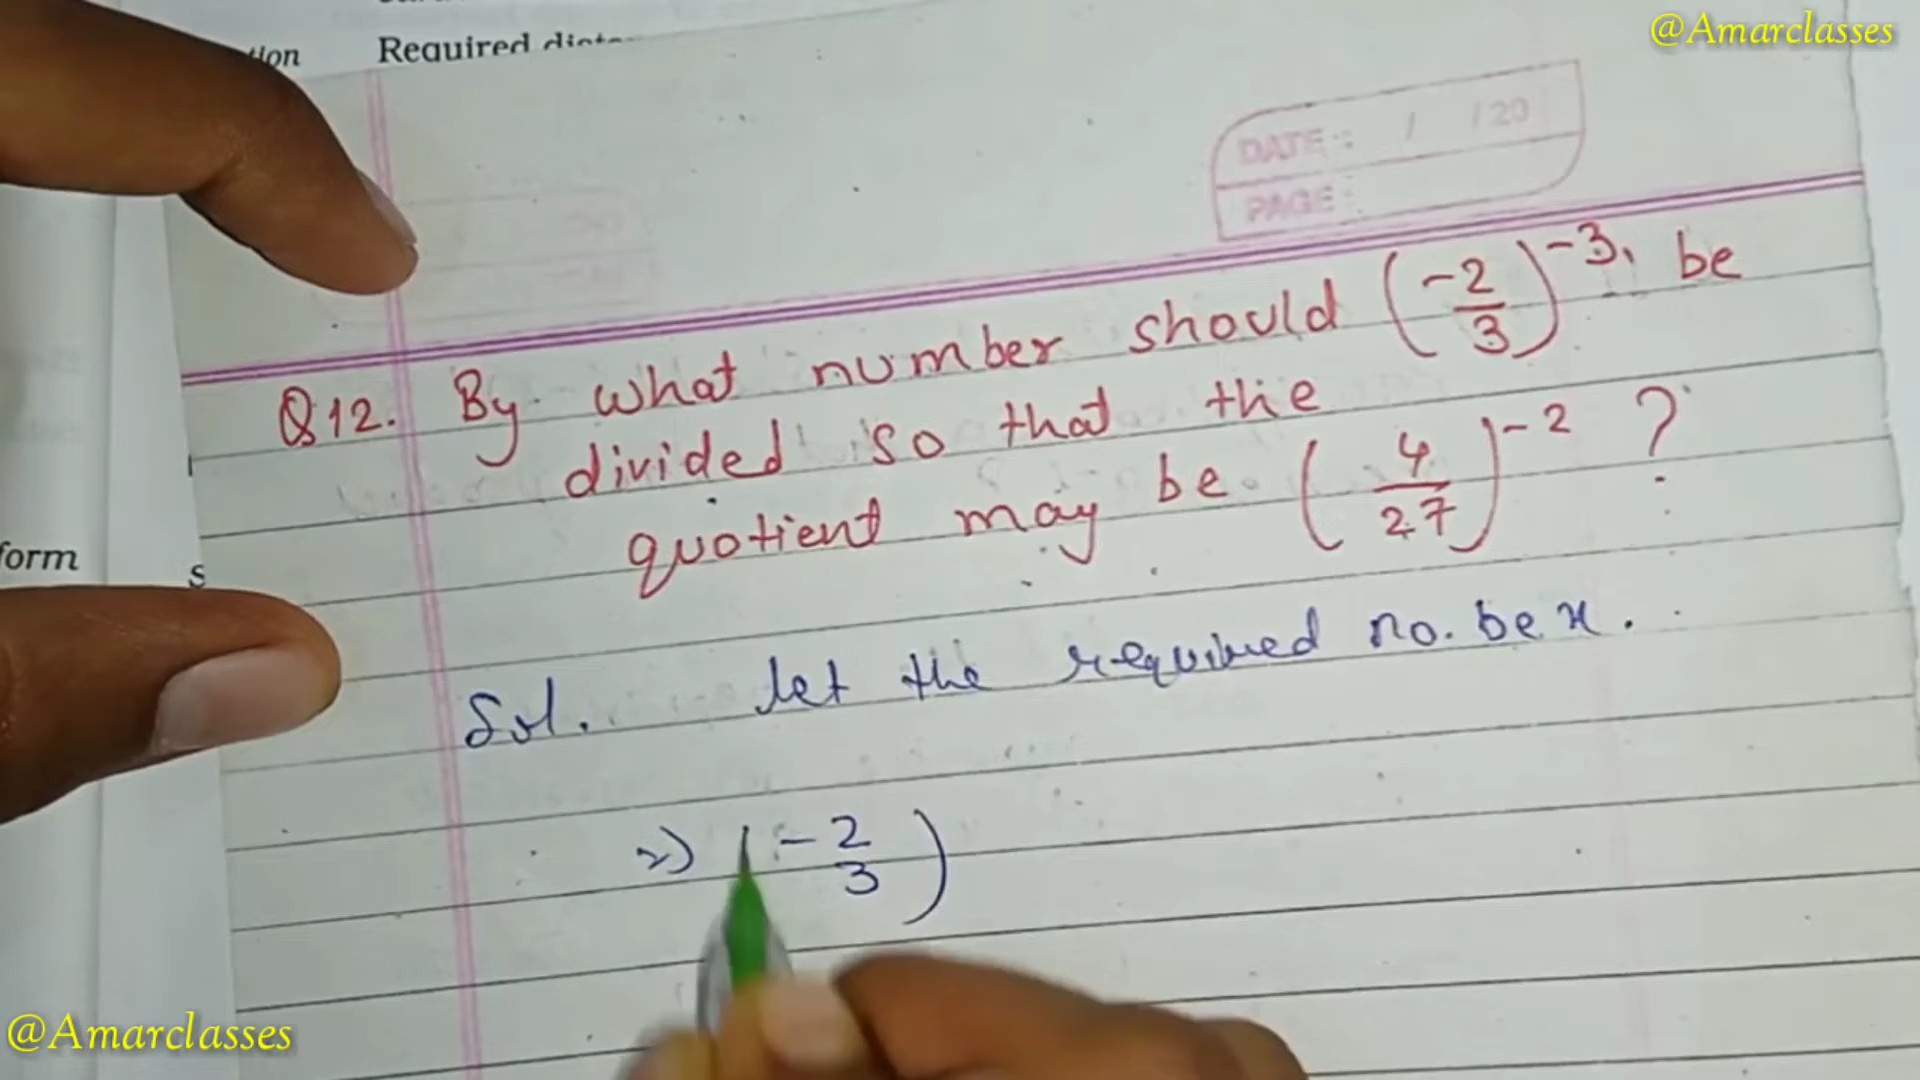 @Amarclasses
Required
DATE: / /20
PAGE:
Q12. By what number should (-2/3)^-3, be
divided so that the
quotient may be (4/27)^-2 ?
form
s
Sol. let the required no. be x.
=> (-2/3)
@Amarclasses